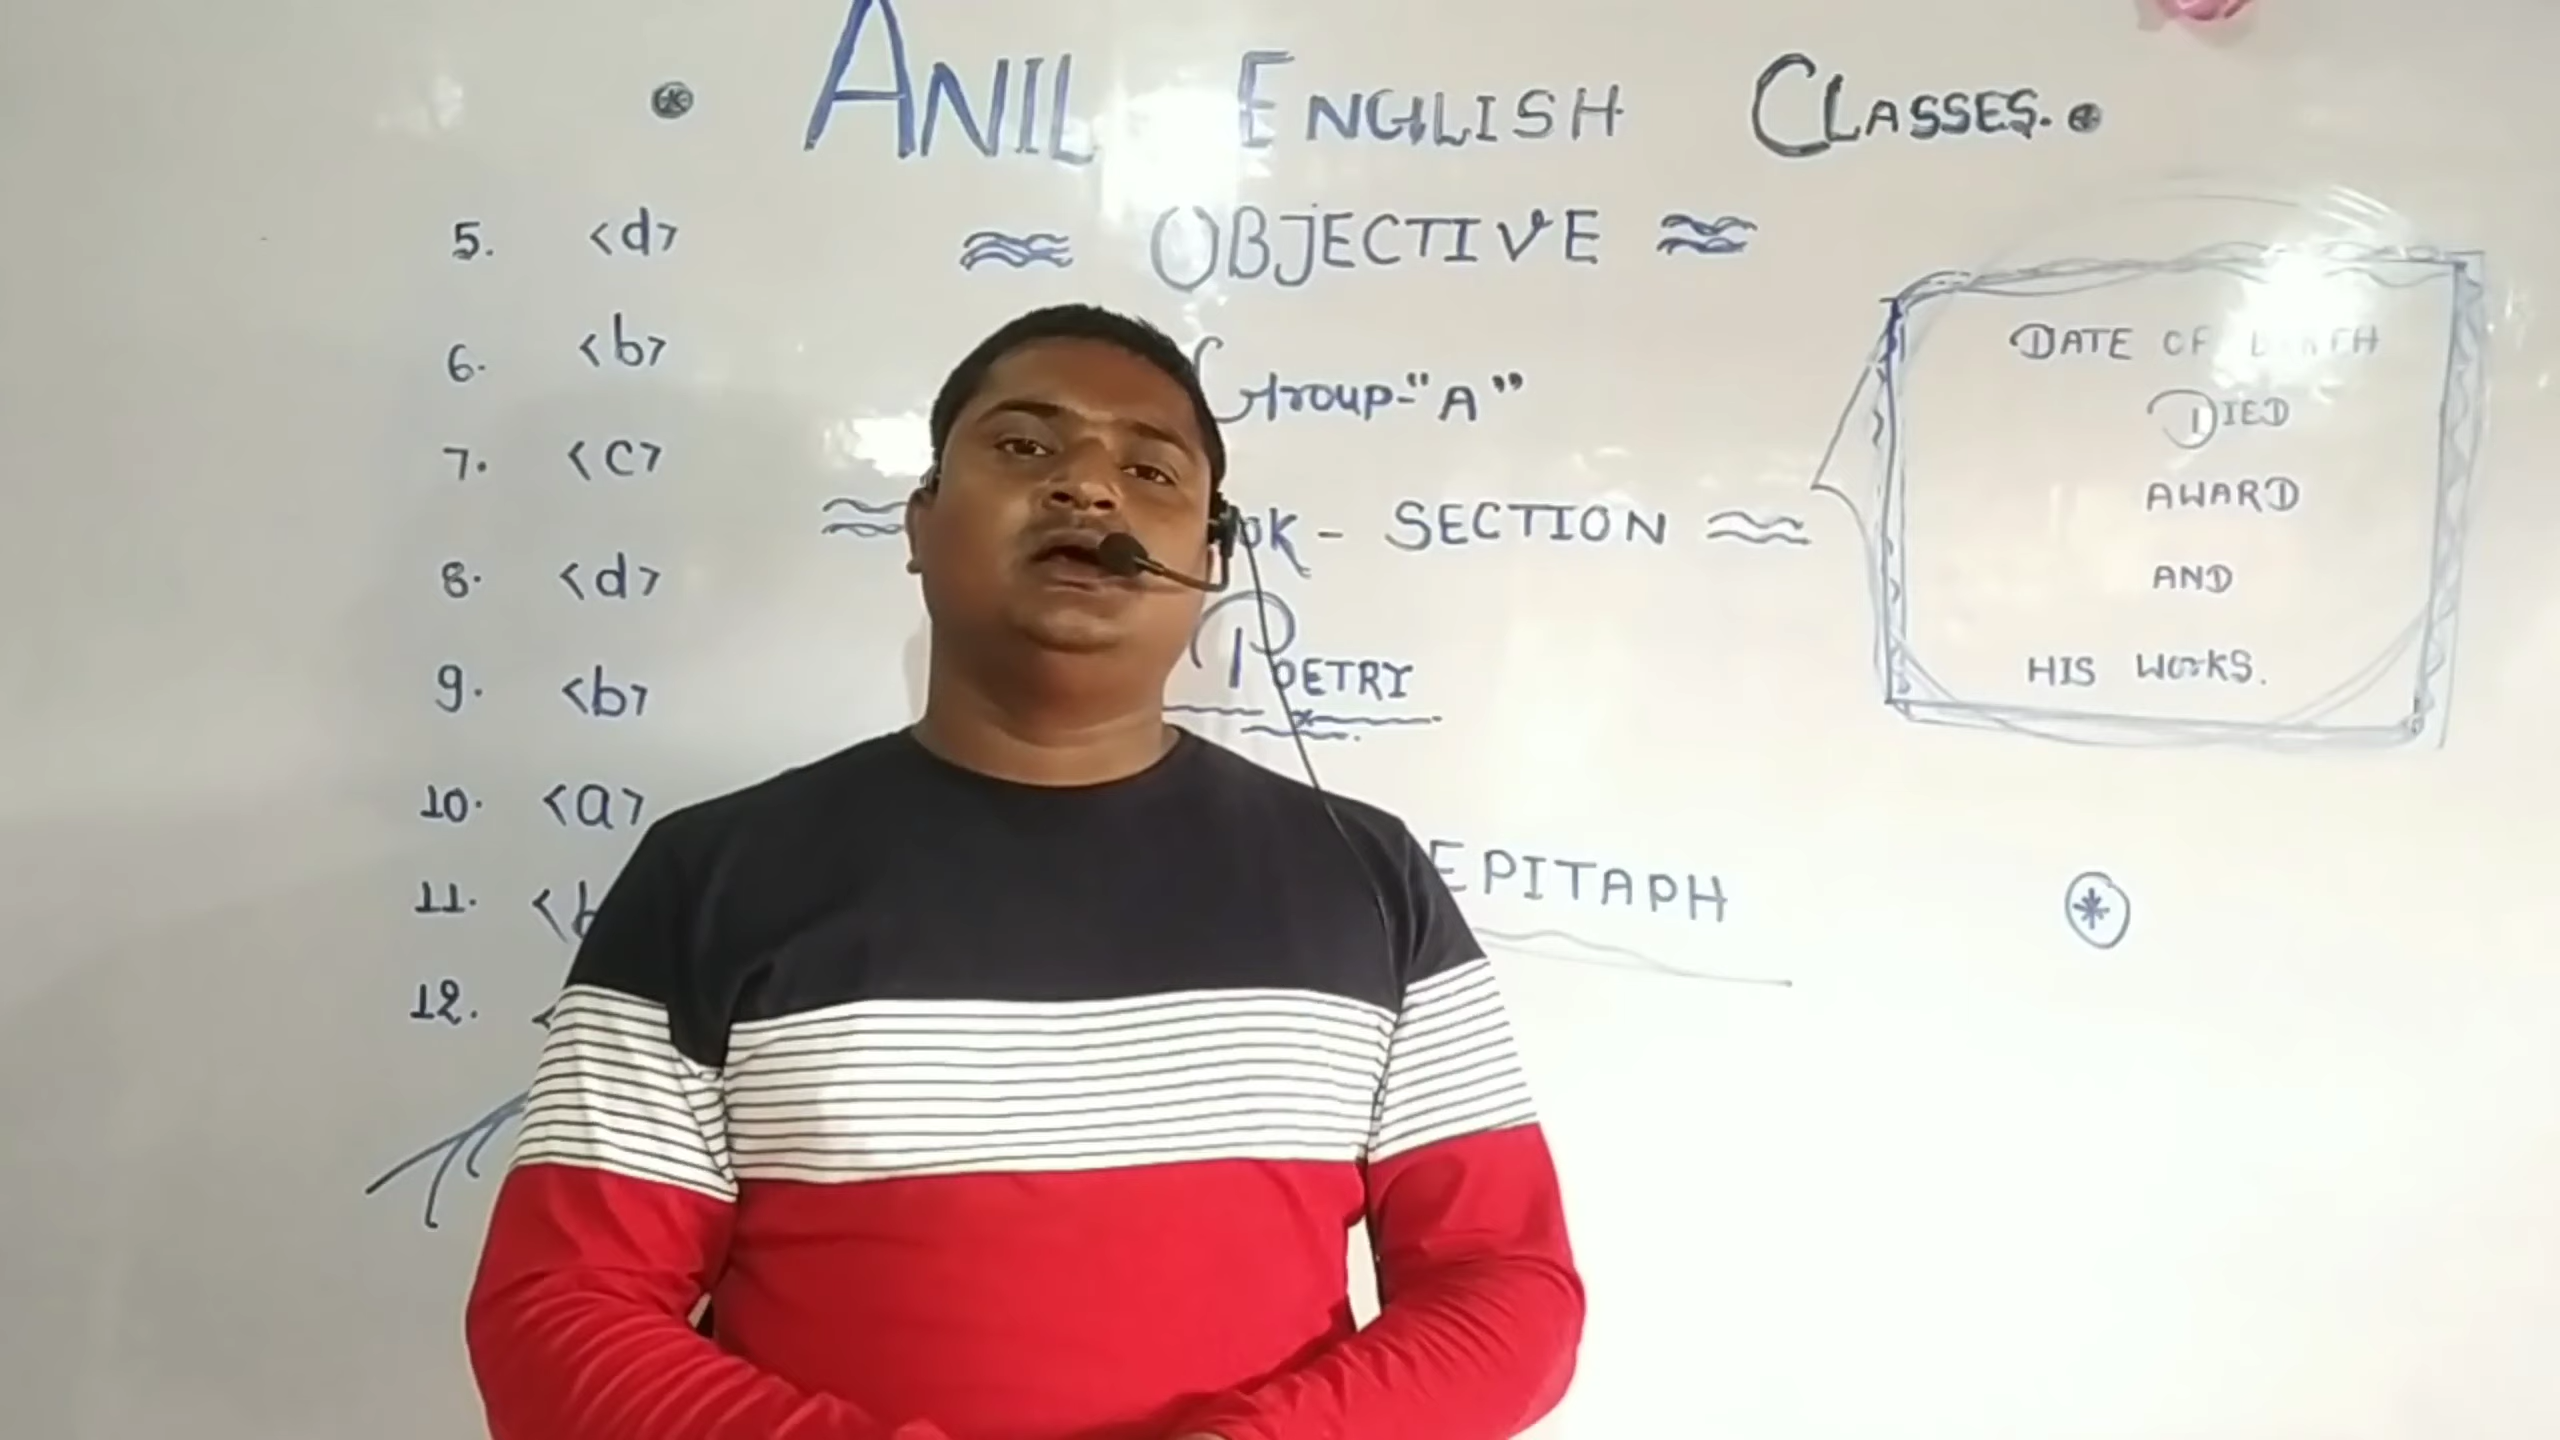 ANIL ENGLISH CLASSES.
OBJECTIVE
Group-"A"
SECTION
POETRY
EPITAPH
5. <d>
6. <b>
7. <c>
8. <d>
9. <b>
10. <a>
11.
12.
DATE OF
DIED
AWARD
AND
HIS WORKS.